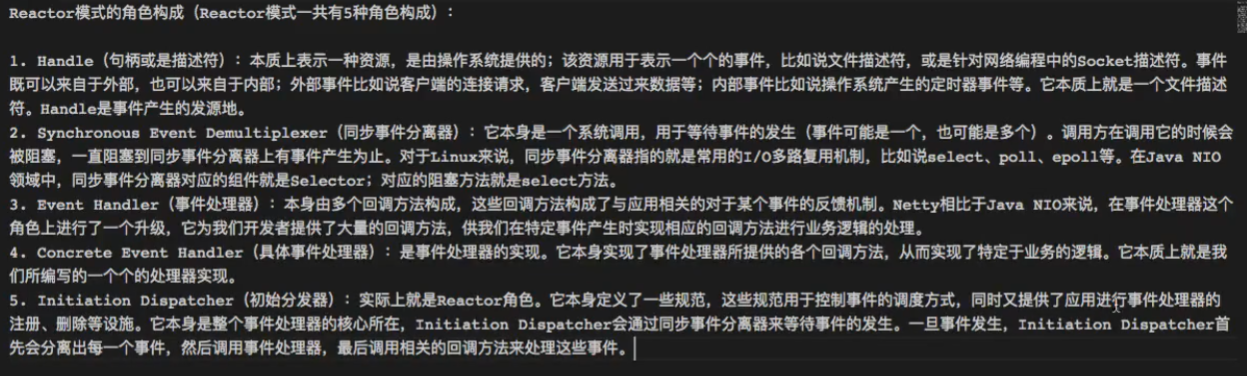 Reactor模式的角色构成（Reactor模式一共有5种角色构成）：
1. Handle（句柄或是描述符）：本质上表示一种资源，是由操作系统提供的；该资源用于表示一个个的事件，比如说文件描述符，或是针对网络编程中的Socket描述符。事件
既可以来自于外部，也可以来自于内部；外部事件比如说客户端的连接请求，客户端发送过来数据等；内部事件比如说操作系统产生的定时器事件等。它本质上就是一个文件描述
符。Handle是事件产生的发源地。
2. Synchronous Event Demultiplexer（同步事件分离器）：它本身是一个系统调用，用于等待事件的发生（事件可能是一个，也可能是多个）。调用方在调用它的时候会
被阻塞，一直阻塞到同步事件分离器上有事件产生为止。对于Linux来说，同步事件分离器指的就是常用的I/O多路复用机制，比如说select、poll、epoll等。在Java NIO
领域中，同步事件分离器对应的组件就是Selector；对应的阻塞方法就是select方法。
3. Event Handler（事件处理器）：本身由多个回调方法构成，这些回调方法构成了与应用相关的对于某个事件的反馈机制。Netty相比于Java NIO来说，在事件处理器这个
角色上进行了一个升级，它为我们开发者提供了大量的回调方法，供我们在特定事件产生时实现相应的回调方法进行业务逻辑的处理。
4. Concrete Event Handler（具体事件处理器）：是事件处理器的实现。它本身实现了事件处理器所提供的各个回调方法，从而实现了特定于业务的逻辑。它本质上就是我
们所编写的一个个的处理器实现。
5. Initiation Dispatcher（初始分发器）：实际上就是Reactor角色。它本身定义了一些规范，这些规范用于控制事件的调度方式，同时又提供了应用进行事件处理器的
注册、删除等设施。它本身是整个事件处理器的核心所在，Initiation Dispatcher会通过同步事件分离器来等待事件的发生。一旦事件发生，Initiation Dispatcher首
先会分离出每一个事件，然后调用事件处理器，最后调用相关的回调方法来处理这些事件。